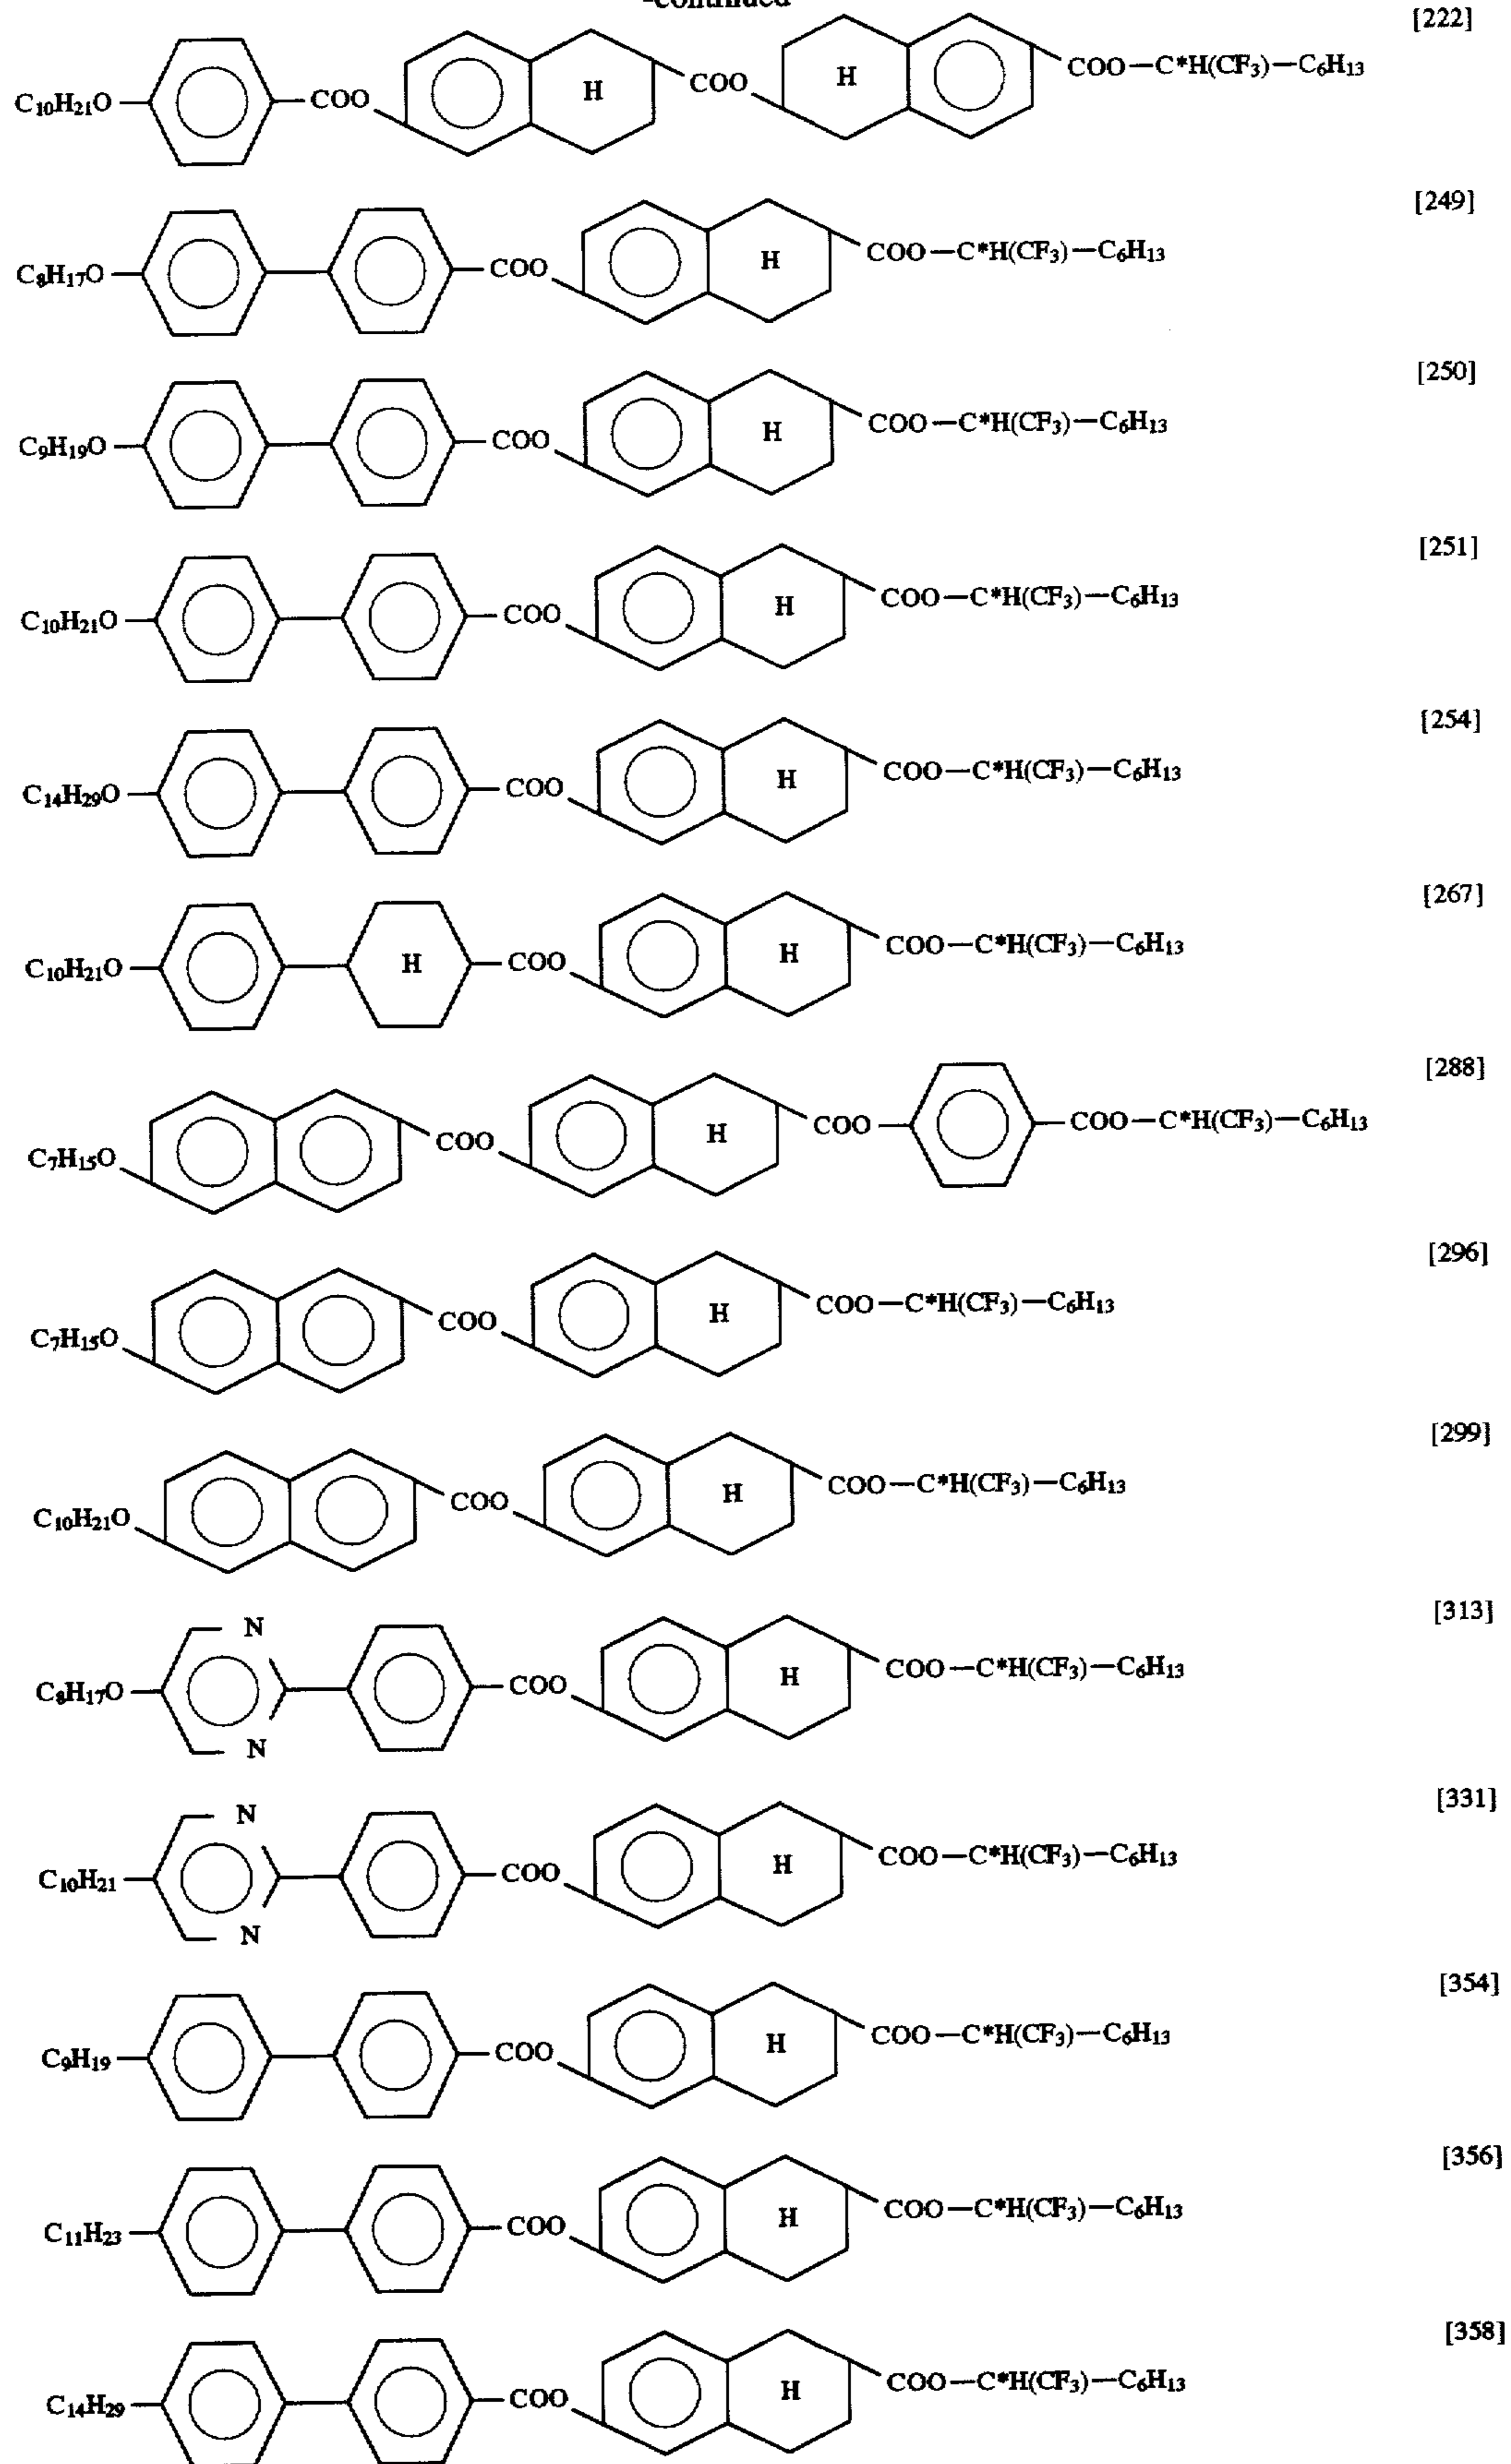 -continued
[222]
C₁₀H₂₁O COO H COO H COO—C*H(CF₃)—C₆H₁₃
[249]
C₈H₁₇O COO H COO—C*H(CF₃)—C₆H₁₃
[250]
C₉H₁₉O COO H COO—C*H(CF₃)—C₆H₁₃
[251]
C₁₀H₂₁O COO H COO—C*H(CF₃)—C₆H₁₃
[254]
C₁₄H₂₉O COO H COO—C*H(CF₃)—C₆H₁₃
[267]
C₁₀H₂₁O H COO H COO—C*H(CF₃)—C₆H₁₃
[288]
C₇H₁₅O COO H COO COO—C*H(CF₃)—C₆H₁₃
[296]
C₇H₁₅O COO H COO—C*H(CF₃)—C₆H₁₃
[299]
C₁₀H₂₁O COO H COO—C*H(CF₃)—C₆H₁₃
[313]
N
C₈H₁₇O COO H COO—C*H(CF₃)—C₆H₁₃
N
[331]
N
C₁₀H₂₁ COO H COO—C*H(CF₃)—C₆H₁₃
N
[354]
C₉H₁₉ COO H COO—C*H(CF₃)—C₆H₁₃
[356]
C₁₁H₂₃ COO H COO—C*H(CF₃)—C₆H₁₃
[358]
C₁₄H₂₉ COO H COO—C*H(CF₃)—C₆H₁₃